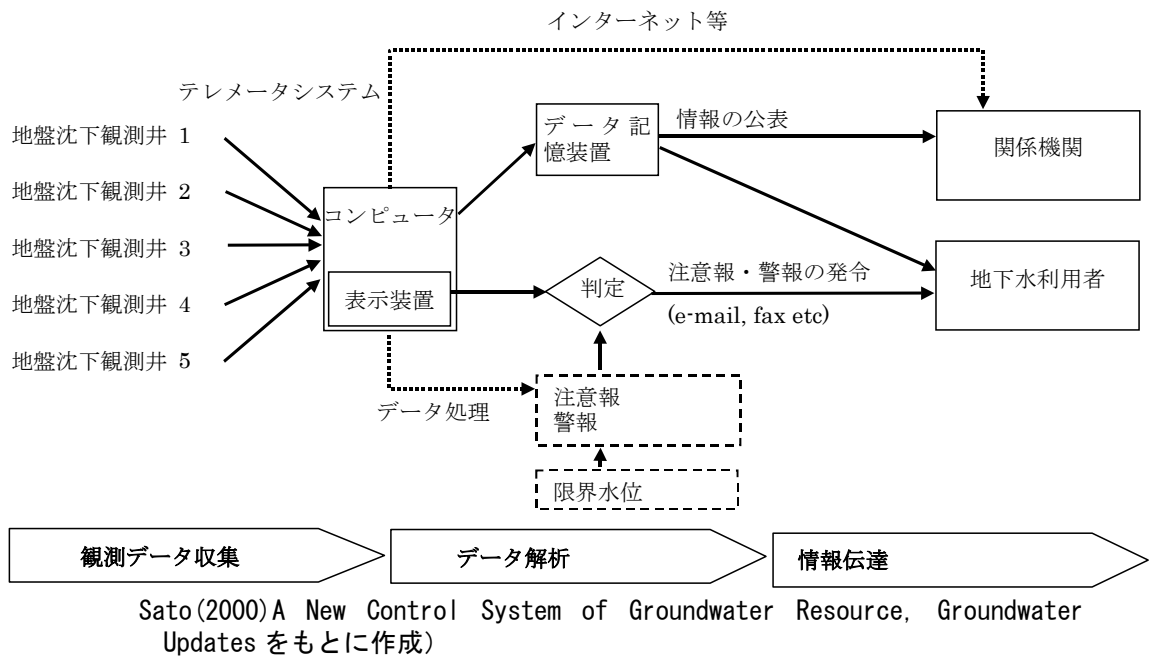 インターネット等
テレメータシステム
地盤沈下観測井 1
地盤沈下観測井 2
地盤沈下観測井 3
地盤沈下観測井 4
地盤沈下観測井 5
コンピュータ
表示装置
データ記
憶装置
情報の公表
関係機関
判定
注意報・警報の発令
(e-mail, fax etc)
地下水利用者
データ処理
注意報
警報
限界水位
観測データ収集
データ解析
情報伝達
Sato(2000)A New Control System of Groundwater Resource, Groundwater
Updates をもとに作成)